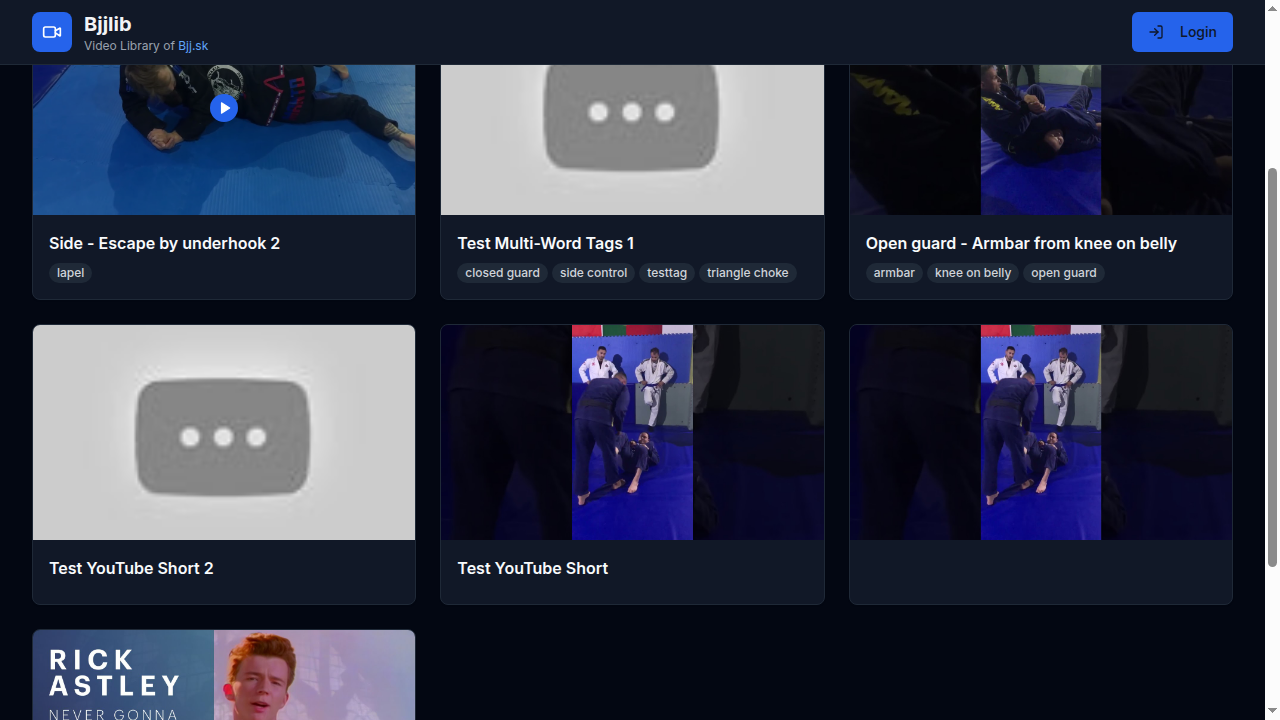 Bjjlib
Video Library of Bjj.sk
Login
Side - Escape by underhook 2
lapel
Test Multi-Word Tags 1
closed guard side control testtag triangle choke
Open guard - Armbar from knee on belly
armbar knee on belly open guard
Test YouTube Short 2
Test YouTube Short
RICK
ASTLEY
NEVER GONNA